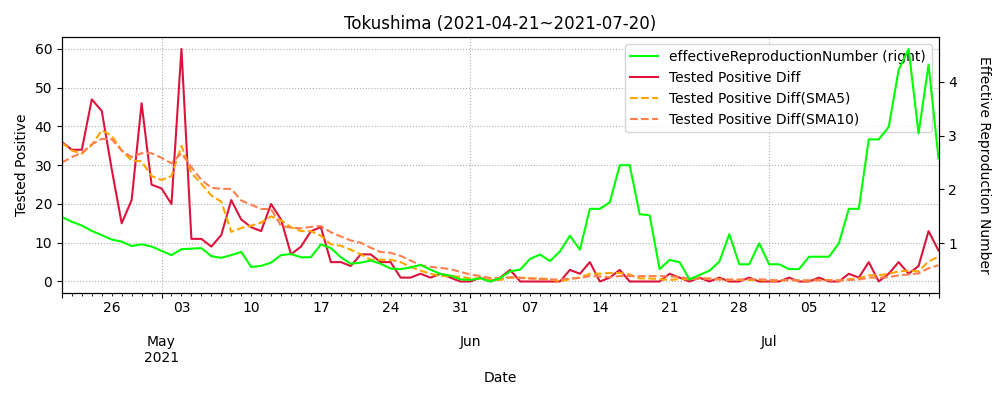 Tokushima (2021-04-21~2021-07-20)
effectiveReproductionNumber (right)
Tested Positive Diff
Tested Positive Diff(SMA5)
Tested Positive Diff(SMA10)
Tested Positive
60
50
40
30
20
10
0
Effective Reproduction Number
4
3
2
1
26 03 10 17 24 31 07 14 21 28 05 12
May Jun Jul
2021
Date